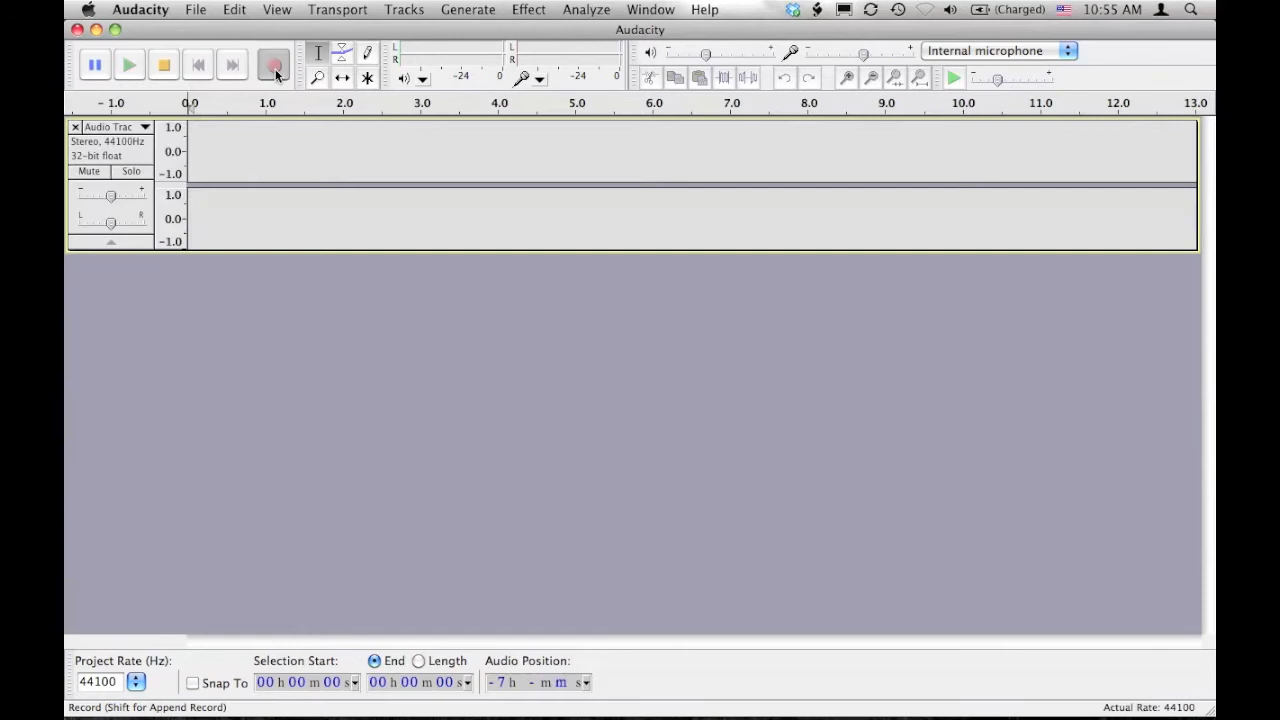 Audacity File Edit View Transport Tracks Generate Effect Analyze Window Help (Charged) 10:55 AM
Audacity
L R -24 0 L R -24 0
Internal microphone
- 1.0 0.0 1.0 2.0 3.0 4.0 5.0 6.0 7.0 8.0 9.0 10.0 11.0 12.0 13.0
Audio Trac
Stereo, 44100Hz
32-bit float
Mute Solo
- +
L R
1.0
0.0-
-1.0
1.0
0.0-
-1.0
Project Rate (Hz): Selection Start: End Length Audio Position:
44100 Snap To 00 h 00 m 00 s 00 h 00 m 00 s -7 h - m m s
Record (Shift for Append Record) Actual Rate: 44100